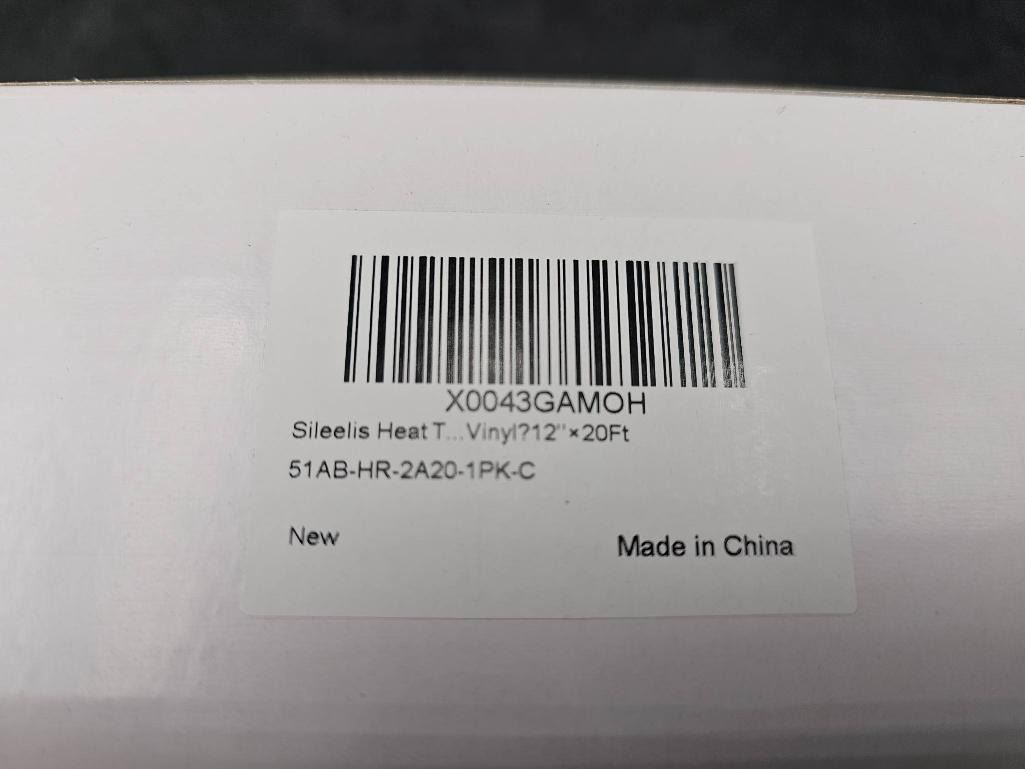 X0043GAMOH
Sileelis Heat T...Vinyl?12"×20Ft
51AB-HR-2A20-1PK-C
New
Made in China